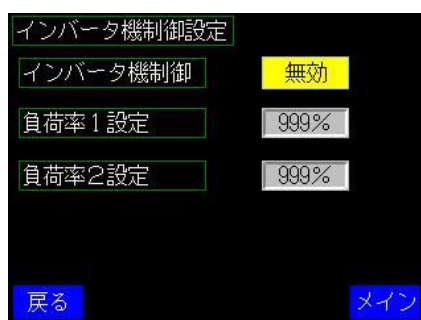 インバータ機制御設定
インバータ機制御 無効
負荷率1設定 999%
負荷率2設定 999%
戻る メイン